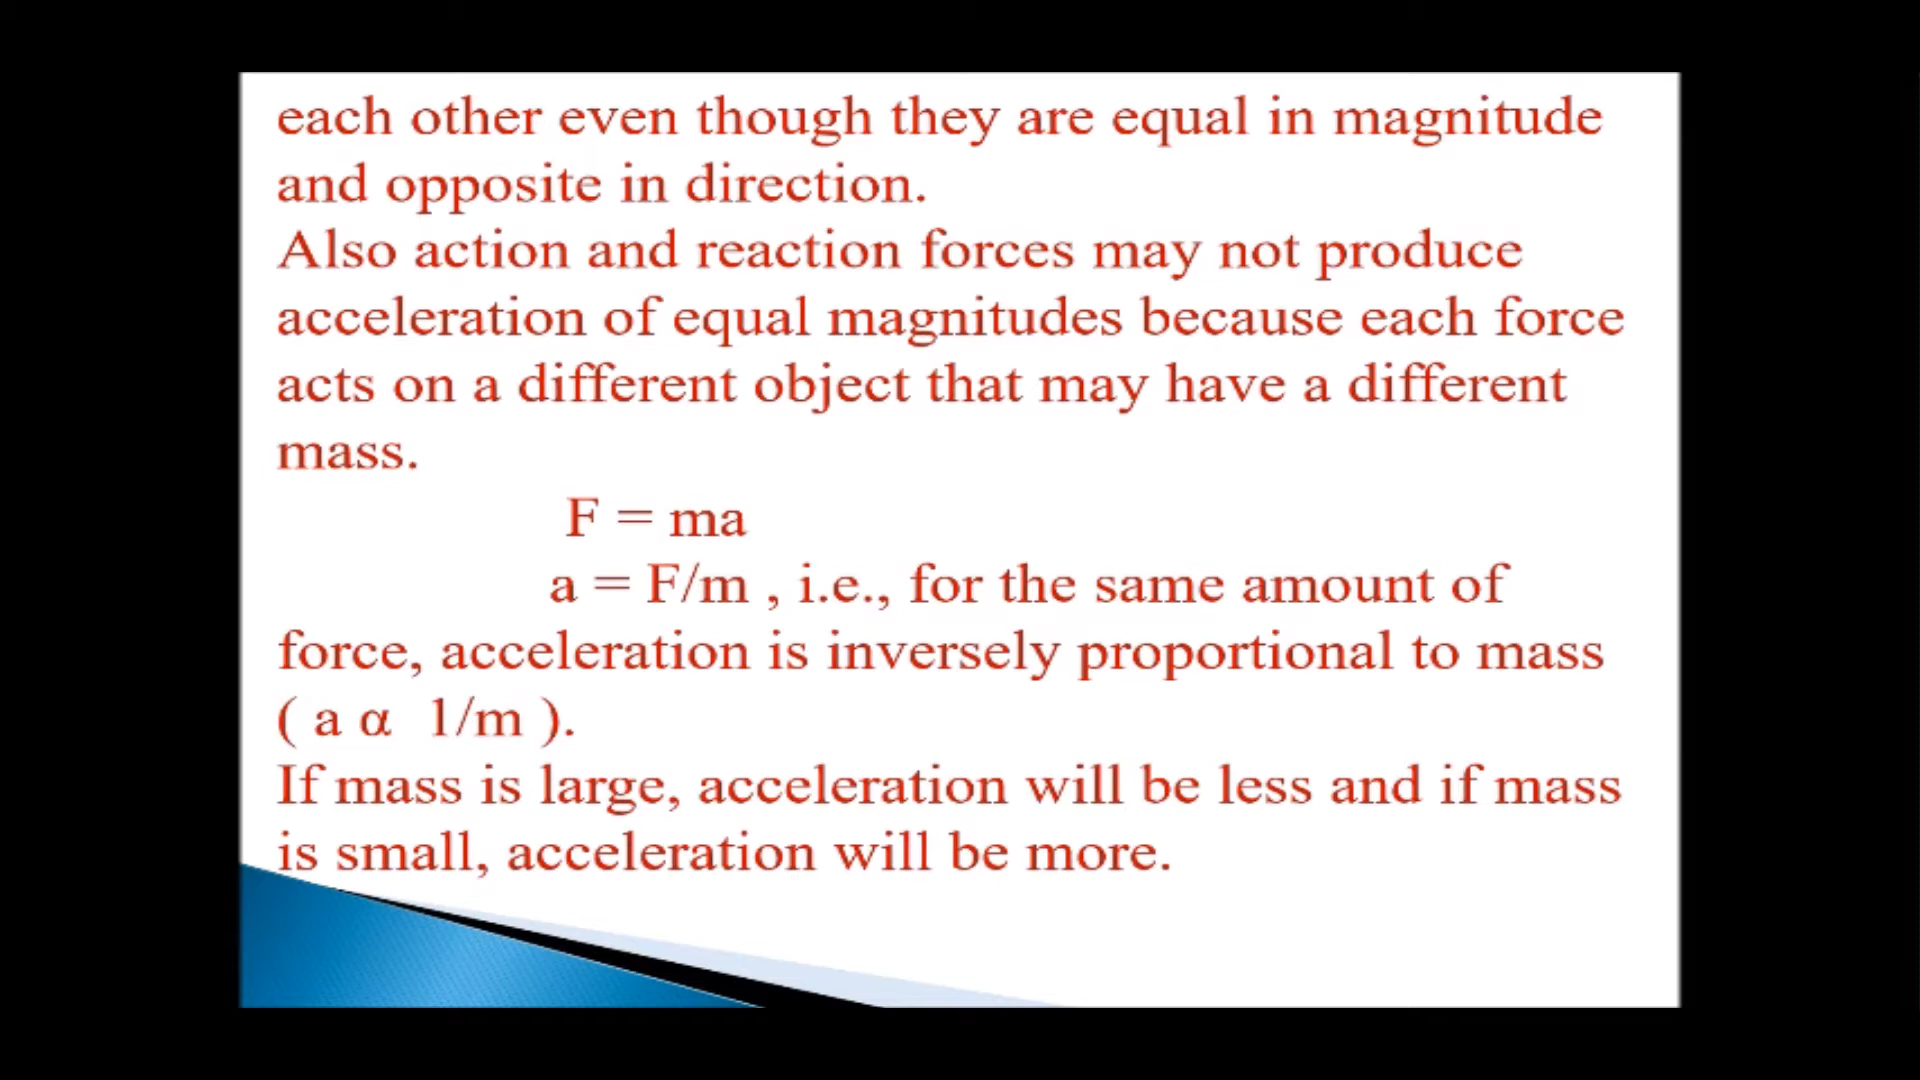 each other even though they are equal in magnitude
and opposite in direction.
Also action and reaction forces may not produce
acceleration of equal magnitudes because each force
acts on a different object that may have a different
mass.
F = ma
a = F/m , i.e., for the same amount of
force, acceleration is inversely proportional to mass
( a α 1/m ).
If mass is large, acceleration will be less and if mass
is small, acceleration will be more.